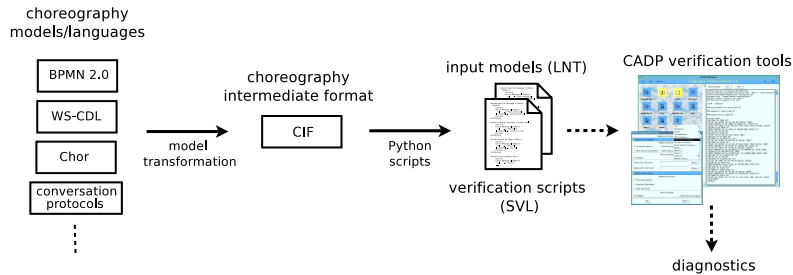 choreography
models/languages
BPMN 2.0
WS-CDL
Chor
conversation
protocols
model
transformation
choreography
intermediate format
CIF
Python
scripts
input models (LNT)
verification scripts
(SVL)
CADP verification tools
diagnostics